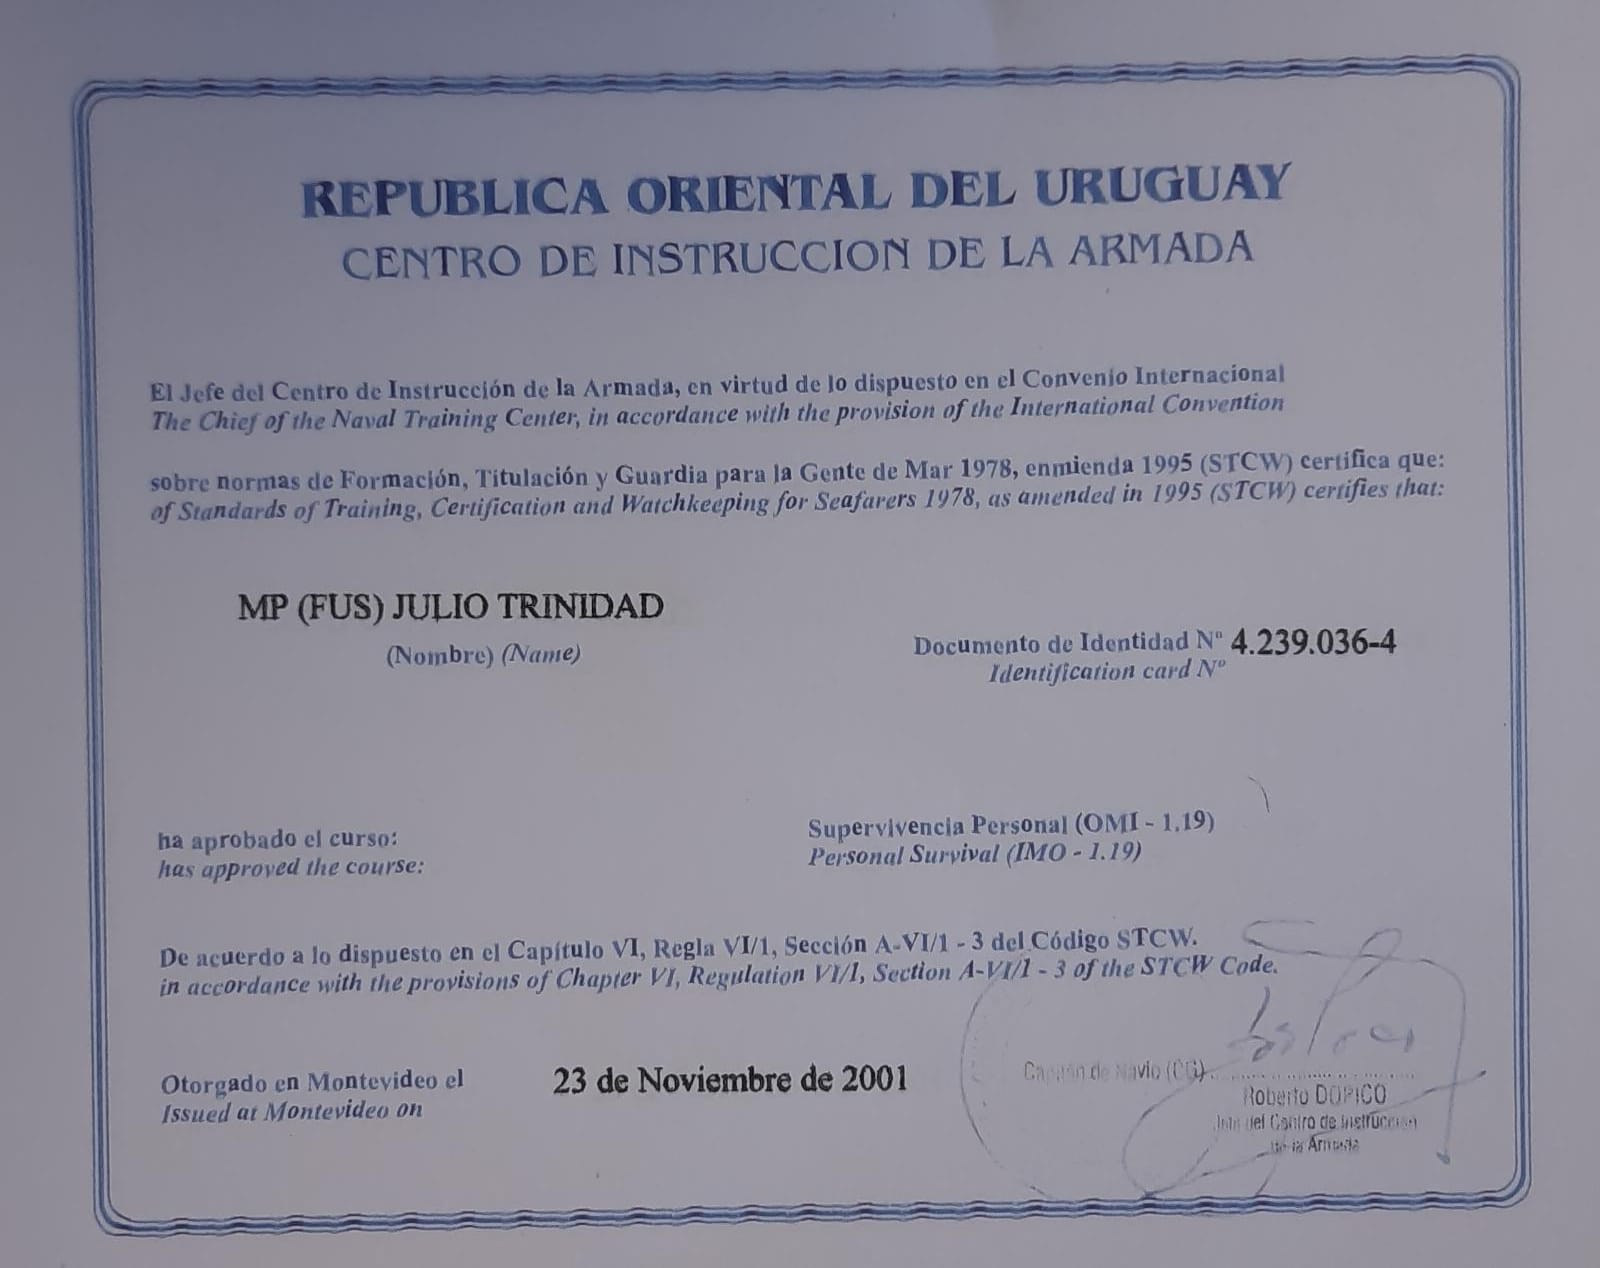 REPUBLICA ORIENTAL DEL URUGUAY
CENTRO DE INSTRUCCION DE LA ARMADA
El Jefe del Centro de Instrucción de la Armada, en virtud de lo dispuesto en el Convenio Internacional
The Chief of the Naval Training Center, in accordance with the provision of the International Convention
sobre normas de Formación, Titulación y Guardia para la Gente de Mar 1978, enmienda 1995 (STCW) certifica que:
of Standards of Training, Certification and Watchkeeping for Seafarers 1978, as amended in 1995 (STCW) certifies that:
MP (FUS) JULIO TRINIDAD
(Nombre) (Name)
Documento de Identidad Nº 4.239.036-4
Identification card Nº
ha aprobado el curso:
has approved the course:
Supervivencia Personal (OMI - 1.19)
Personal Survival (IMO - 1.19)
De acuerdo a lo dispuesto en el Capítulo VI, Regla VI/1, Sección A-VI/1 - 3 del Código STCW.
in accordance with the provisions of Chapter VI, Regulation VI/1, Section A-VI/1 - 3 of the STCW Code.
Otorgado en Montevideo el 23 de Noviembre de 2001
Issued at Montevideo on
Capitán de Navío (CG)
Roberto DOPICO
del Centro de Instrucción
de la Armada